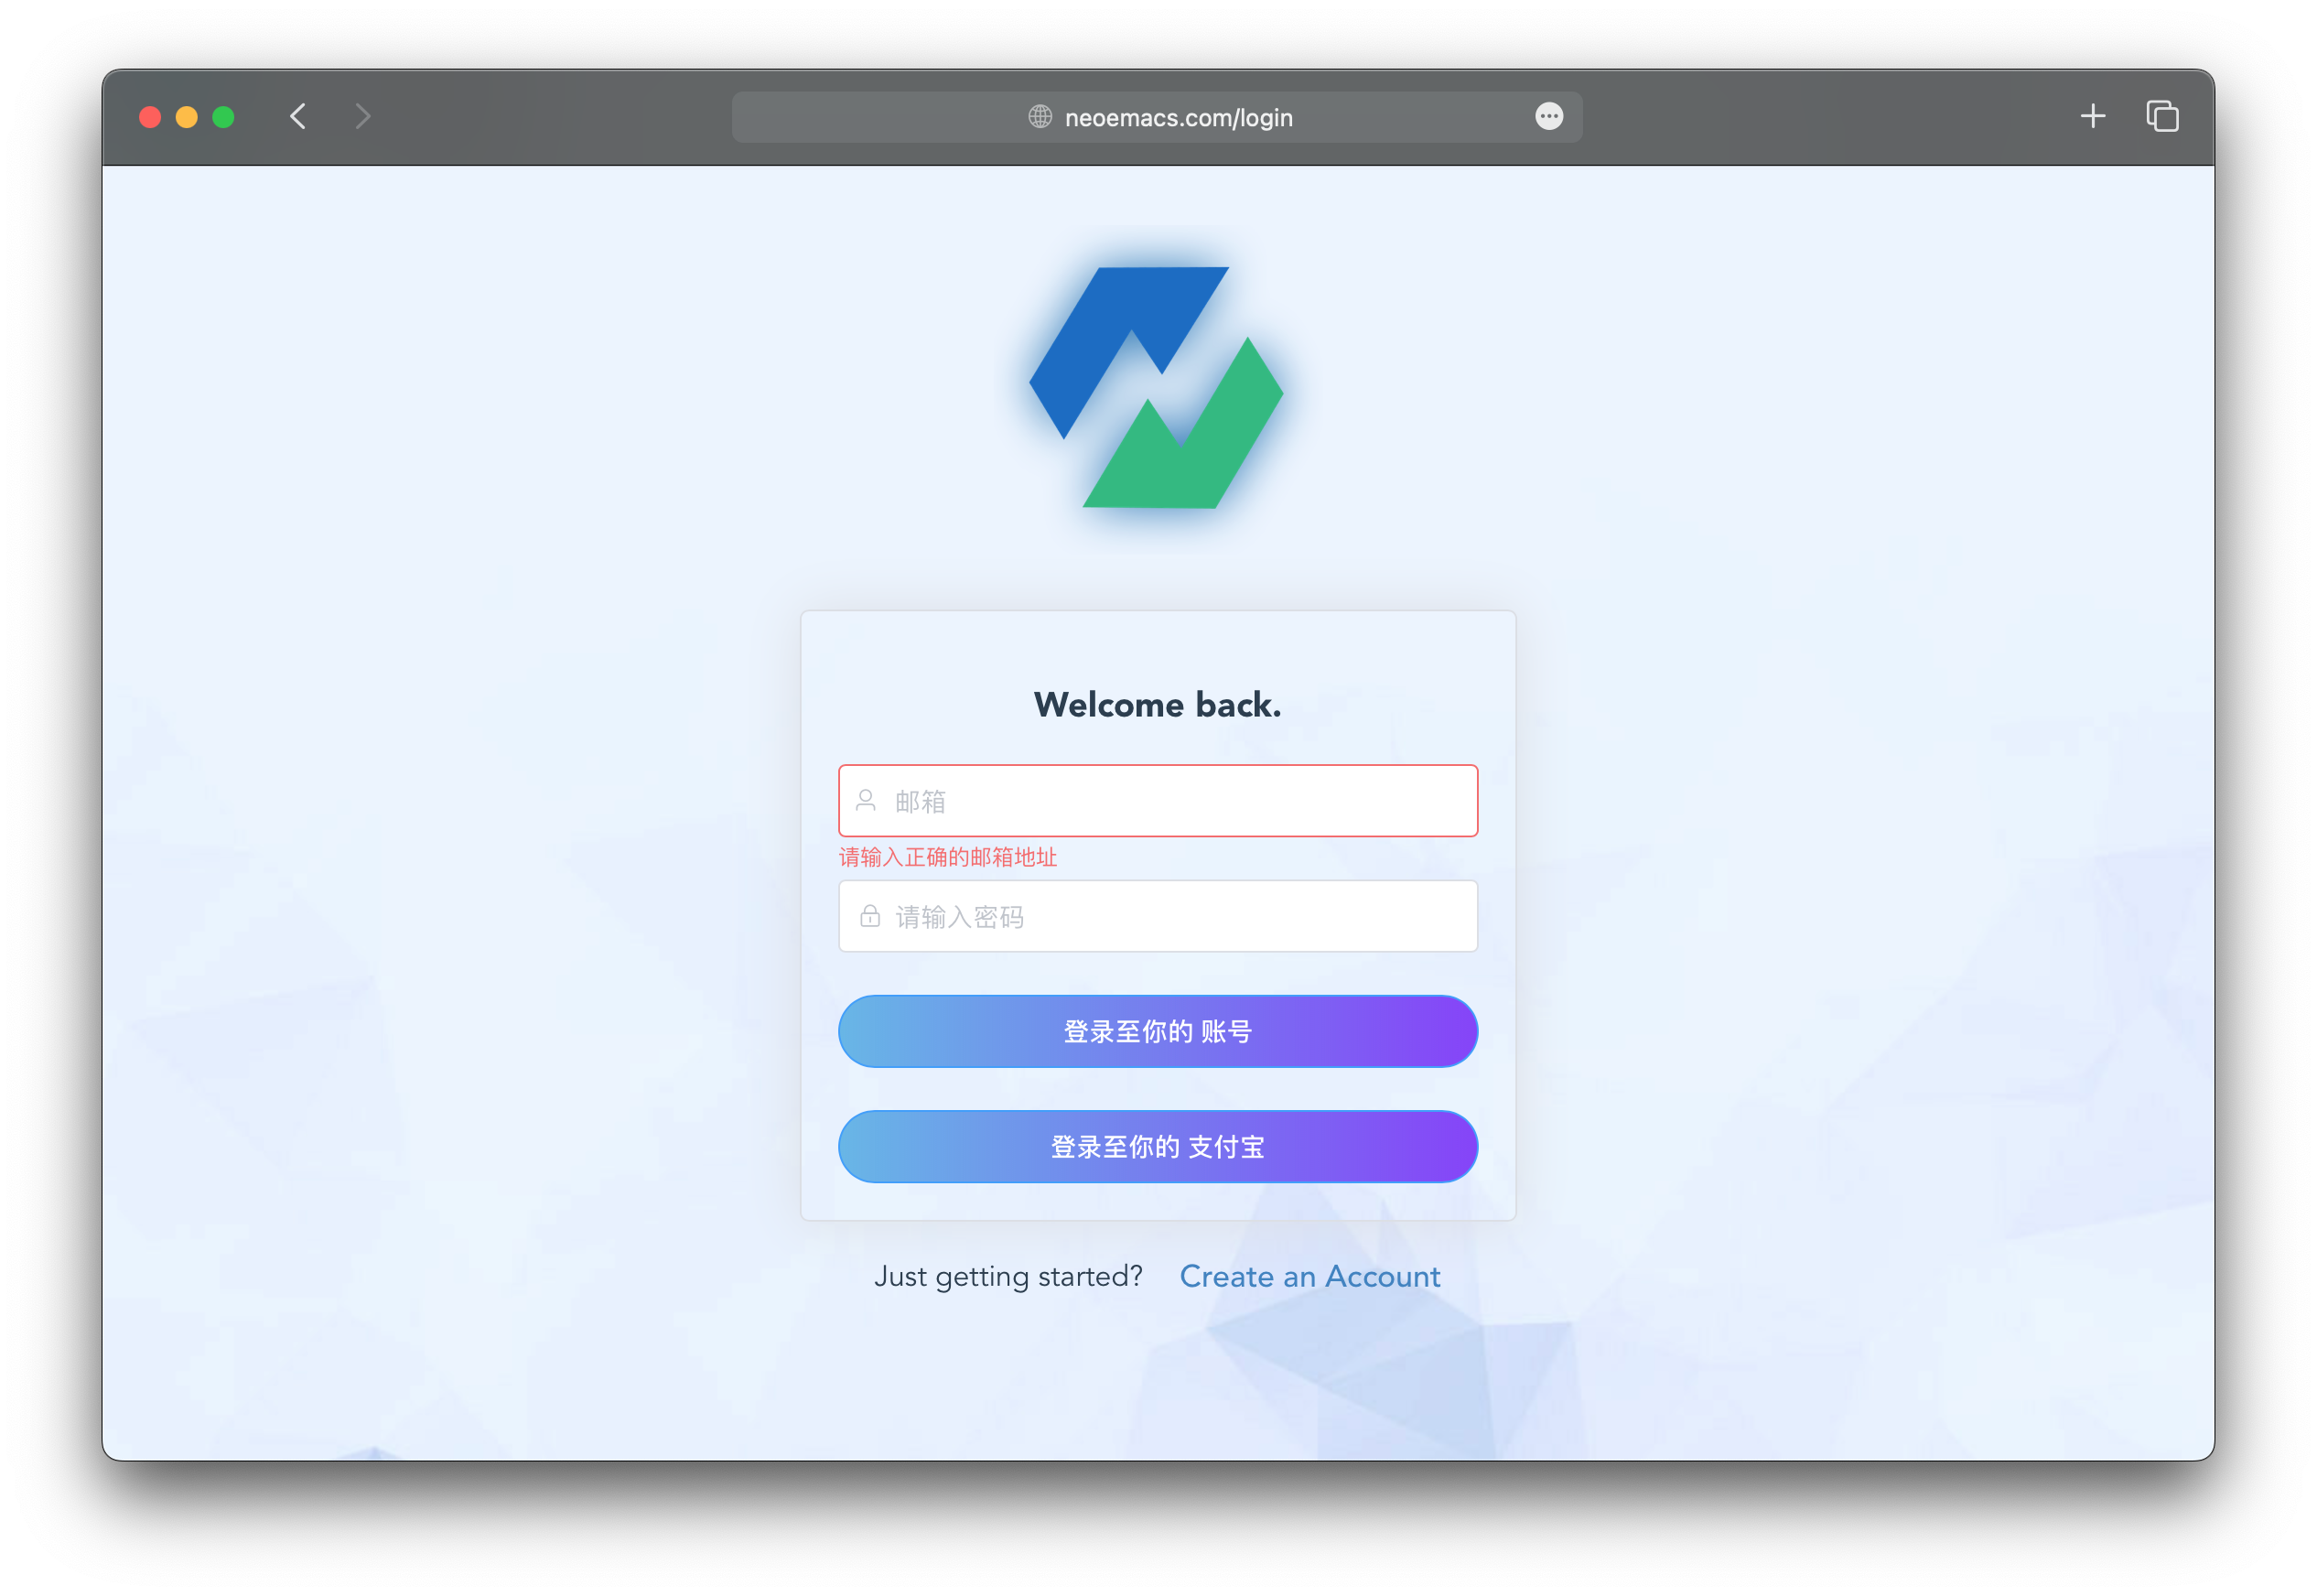 neoemacs.com/login
Welcome back.
邮箱
请输入正确的邮箱地址
请输入密码
登录至你的 账号
登录至你的 支付宝
Just getting started? Create an Account